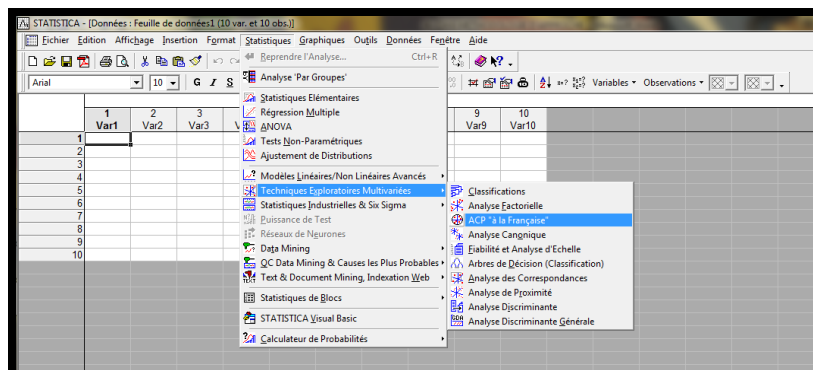 STATISTICA - [Données : Feuille de données1 (10 var. et 10 obs.)]
Fichier Edition Affichage Insertion Format Statistiques Graphiques Outils Données Fenêtre Aide
Arial 10 G I S Variables Observations
Reprendre l'Analyse... Ctrl+R
Analyse 'Par Groupes'
Statistiques Elémentaires
Régression Multiple
ANOVA
Tests Non-Paramétriques
Ajustement de Distributions
Modèles Linéaires/Non Linéaires Avancés
Techniques Exploratoires Multivariées
Statistiques Industrielles & Six Sigma
Puissance de Test
Réseaux de Neurones
Data Mining
QC Data Mining & Causes les Plus Probables
Text & Document Mining, Indexation Web
Statistiques de Blocs
STATISTICA Visual Basic
Calculateur de Probabilités
Classifications
Analyse Factorielle
ACP "à la Française"
Analyse Canonique
Fiabilité et Analyse d'Echelle
Arbres de Décision (Classification)
Analyse des Correspondances
Analyse de Proximité
Analyse Discriminante
Analyse Discriminante Générale
1 2 3 9 10
Var1 Var2 Var3 V Var9 Var10
1
2
3
4
5
6
7
8
9
10